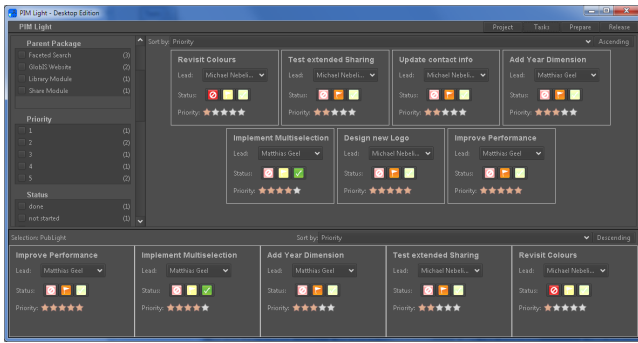 PIM Light - Desktop Edition
PIM Light
Project Tasks Prepare Release
Parent Package
Faceted Search (3)
GlobIS Website (2)
Library Module (1)
Share Module (1)
Priority
1 (1)
2 (2)
3 (1)
4 (1)
5 (2)
Status
done (1)
not started (1)
Sort by: Priority Ascending
Revisit Colours Test extended Sharing Update contact info Add Year Dimension
Lead: Michael Nebeli... Lead: Michael Nebeli... Lead: Michael Nebeli... Lead: Matthias Geel
Status: Status: Status: Status:
Priority: Priority: Priority: Priority:
Implement Multiselection Design new Logo Improve Performance
Lead: Matthias Geel Lead: Michael Nebeli... Lead: Matthias Geel
Status: Status: Status:
Priority: Priority: Priority:
Selection: PubLight Sort by: Priority Descending
Improve Performance Implement Multiselection Add Year Dimension Test extended Sharing Revisit Colours
Lead: Matthias Geel Lead: Matthias Geel Lead: Matthias Geel Lead: Michael Nebeli... Lead: Michael Nebeli...
Status: Status: Status: Status: Status:
Priority: Priority: Priority: Priority: Priority: